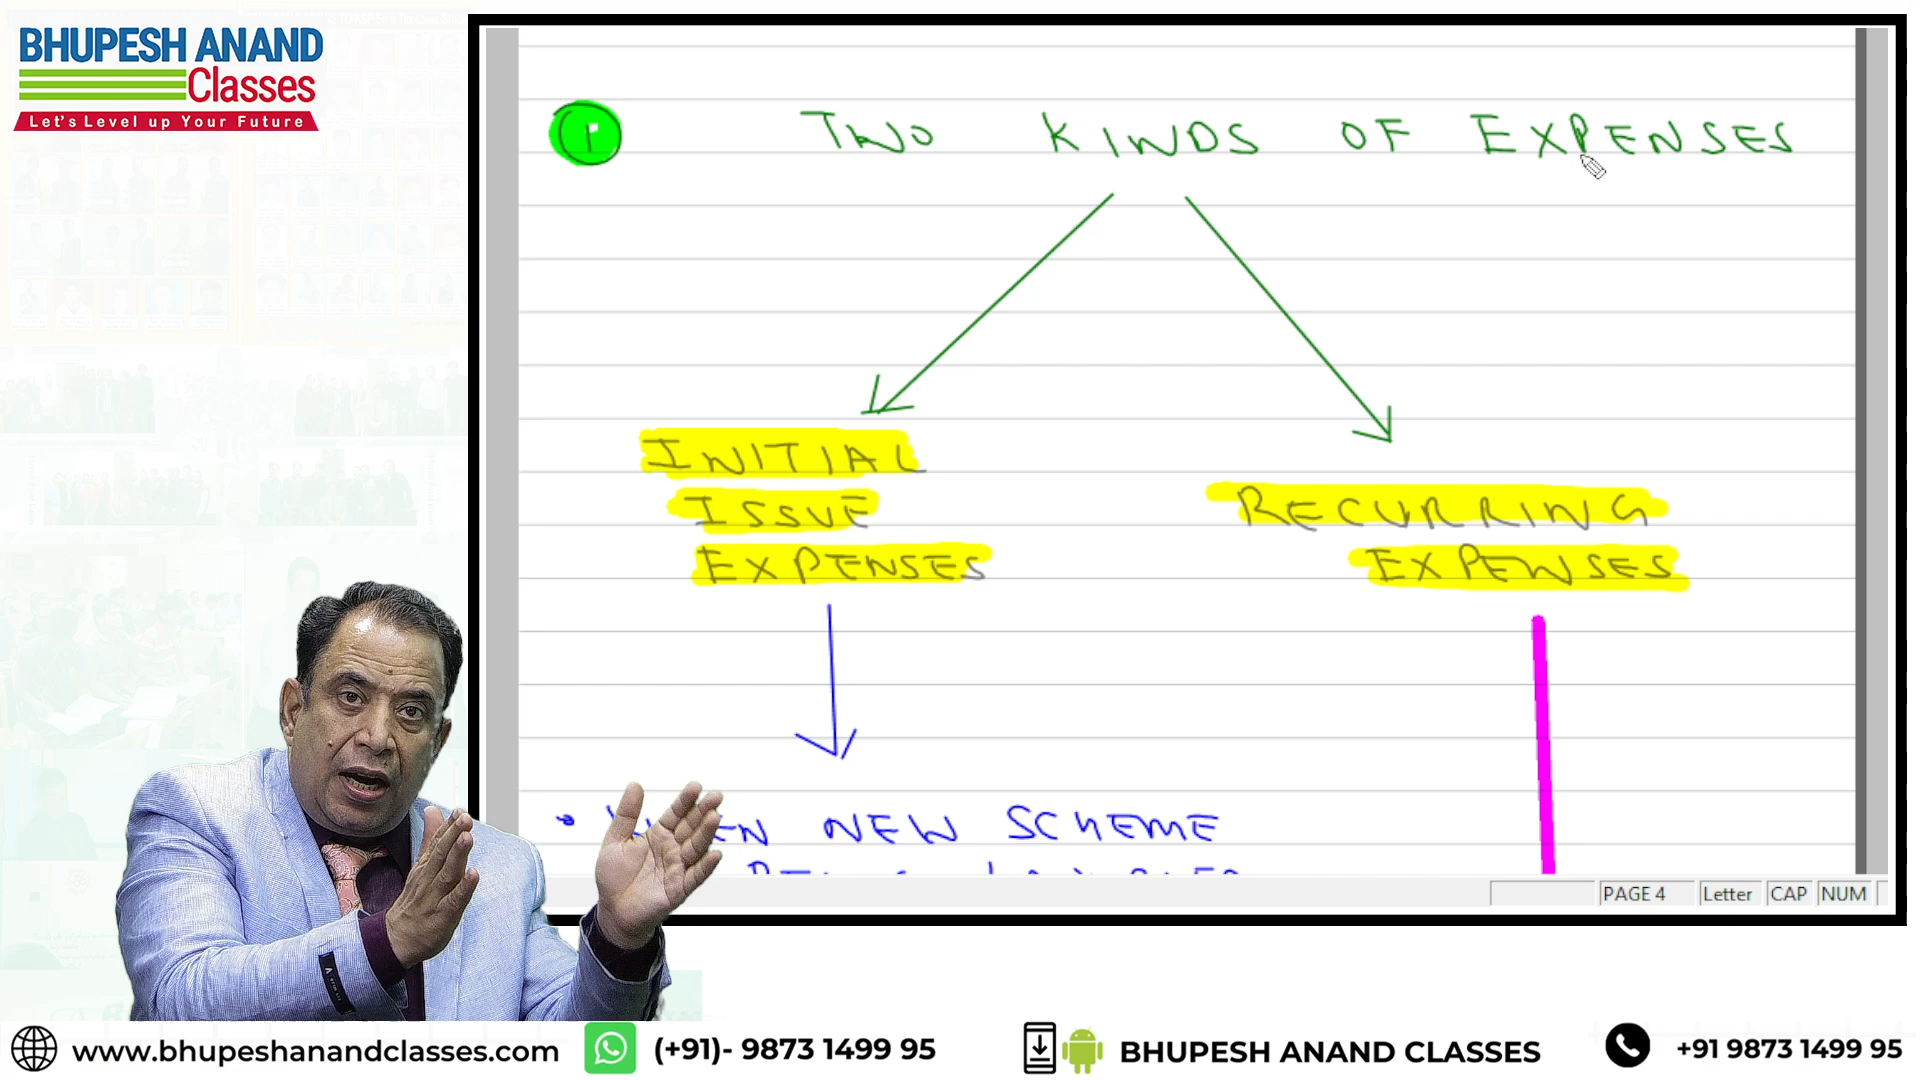 BHUPESH ANAND
Classes
Let's Level up Your Future
1
TWO KINDS OF EXPENSES
INITIAL
ISSUE
EXPENSES
RECURRING
EXPENSES
NEW SCHEME
PAGE 4
Letter
CAP
NUM
www.bhupeshanandclasses.com
(+91)- 9873 1499 95
BHUPESH ANAND CLASSES
+91 9873 1499 95